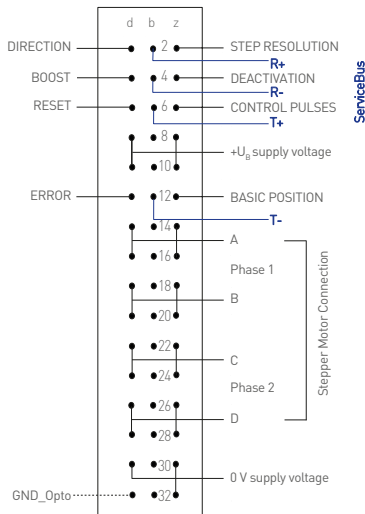 d b z
DIRECTION 2 STEP RESOLUTION
R+
BOOST 4 DEACTIVATION
R-
RESET 6 CONTROL PULSES
T+
8
+UB supply voltage
10
ERROR 12 BASIC POSITION
T-
14
A
16
Phase 1
18
B
20
22
C
24
Phase 2
26
D
28
30
0 V supply voltage
GND_Opto 32
ServiceBus
Stepper Motor Connection